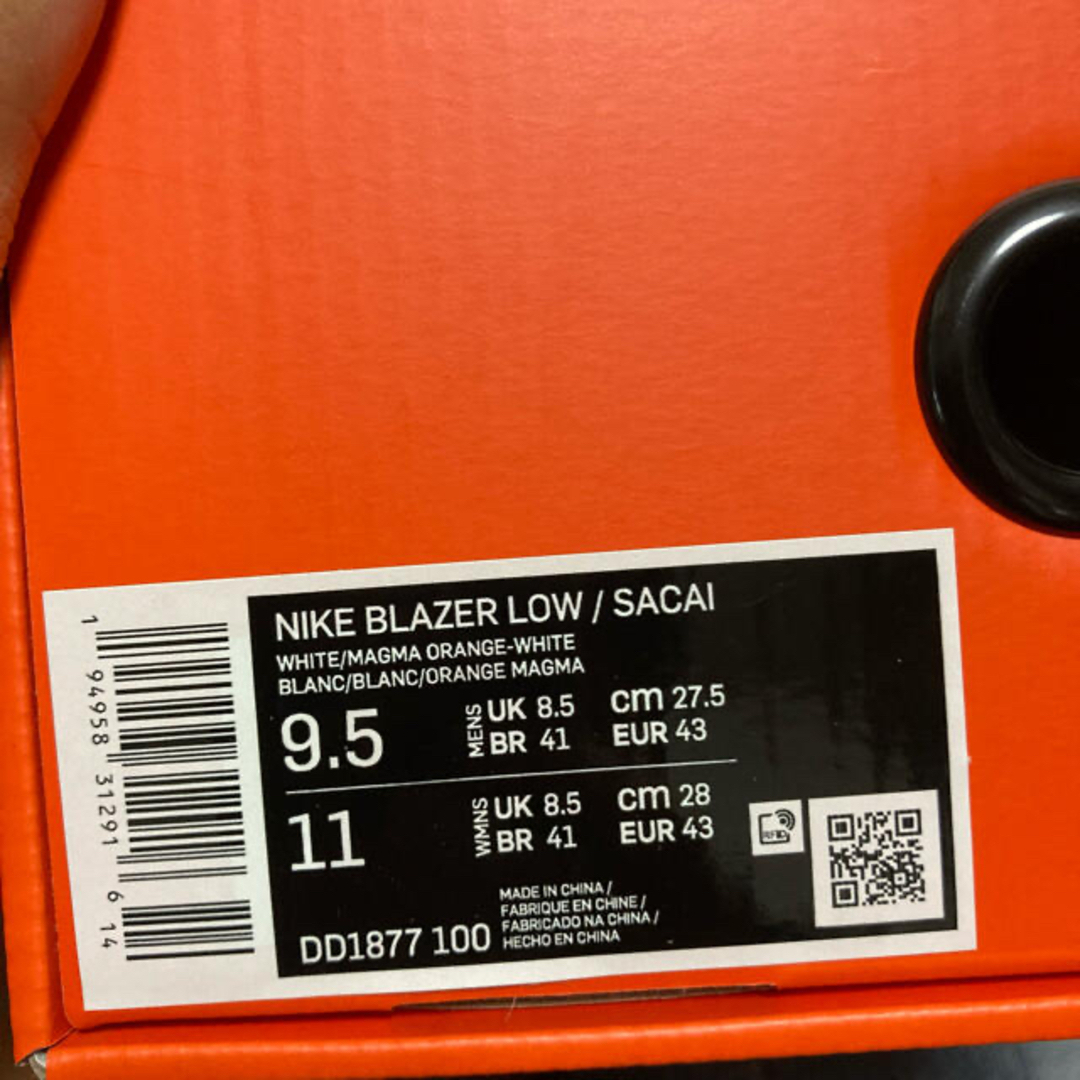 NIKE BLAZER LOW / SACAI
WHITE/MAGMA ORANGE-WHITE
BLANC/BLANC/ORANGE MAGMA
9.5 MENS UK 8.5 cm 27.5
BR 41 EUR 43
11 WMNS UK 8.5 cm 28
BR 41 EUR 43
RFID
MADE IN CHINA /
FABRIQUE EN CHINE /
FABRICADO NA CHINA /
HECHO EN CHINA
DD1877 100
1 94958 31291 6 14